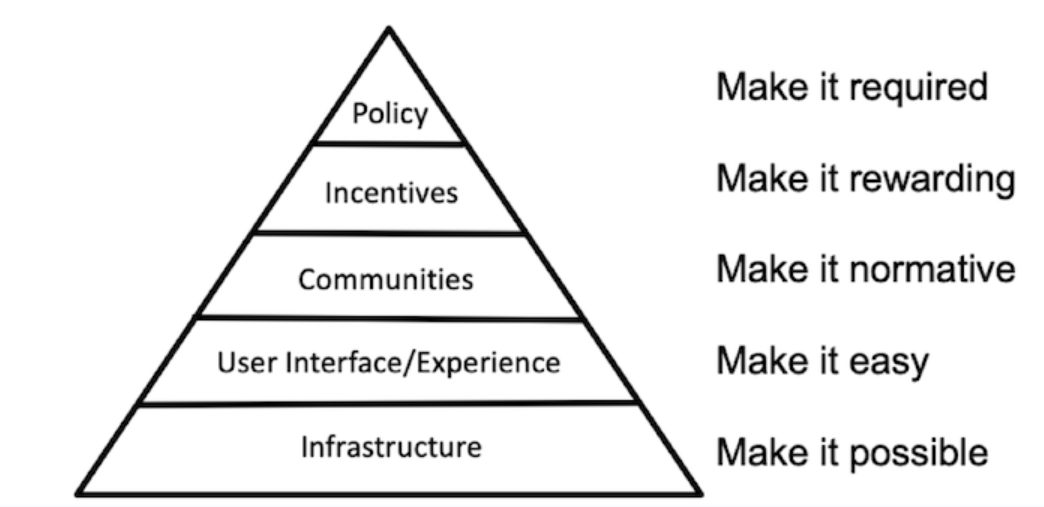 Policy
Make it required
Incentives
Make it rewarding
Communities
Make it normative
User Interface/Experience
Make it easy
Infrastructure
Make it possible